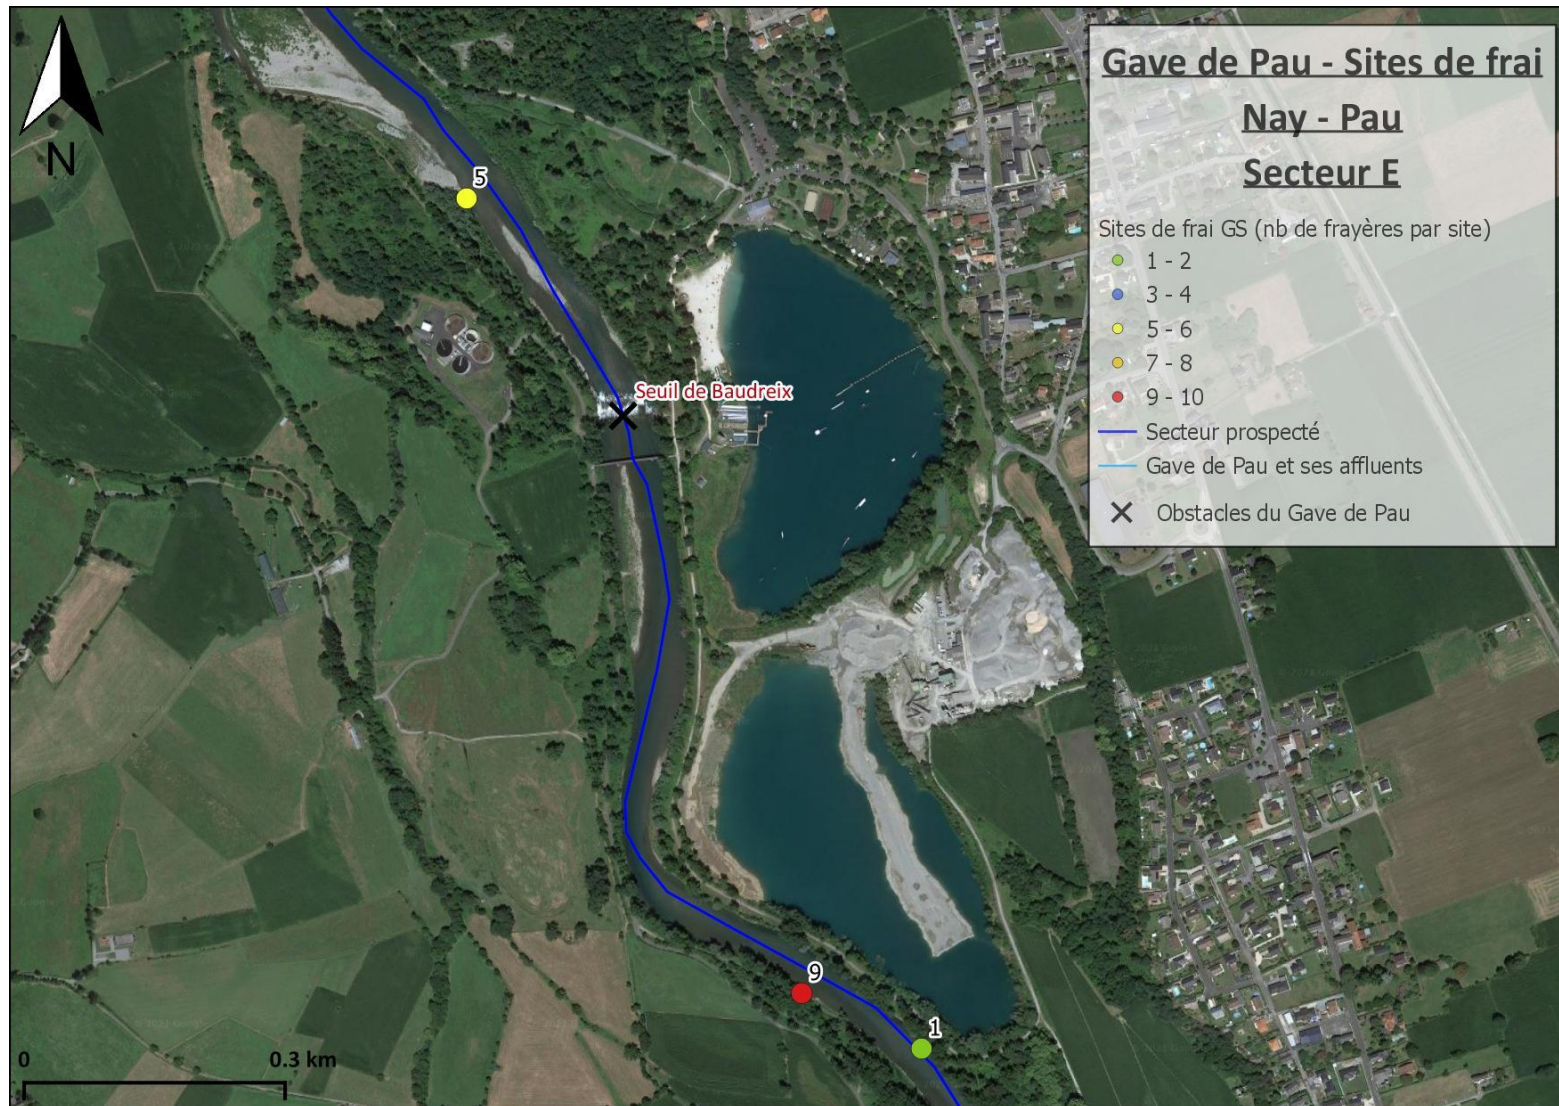 Gave de Pau - Sites de frai
Nay - Pau
Secteur E
Sites de frai GS (nb de frayères par site)
1 - 2
3 - 4
5 - 6
7 - 8
9 - 10
Secteur prospecté
Gave de Pau et ses affluents
Obstacles du Gave de Pau
N
5
Seuil de Baudreix
9
1
0 0.3 km